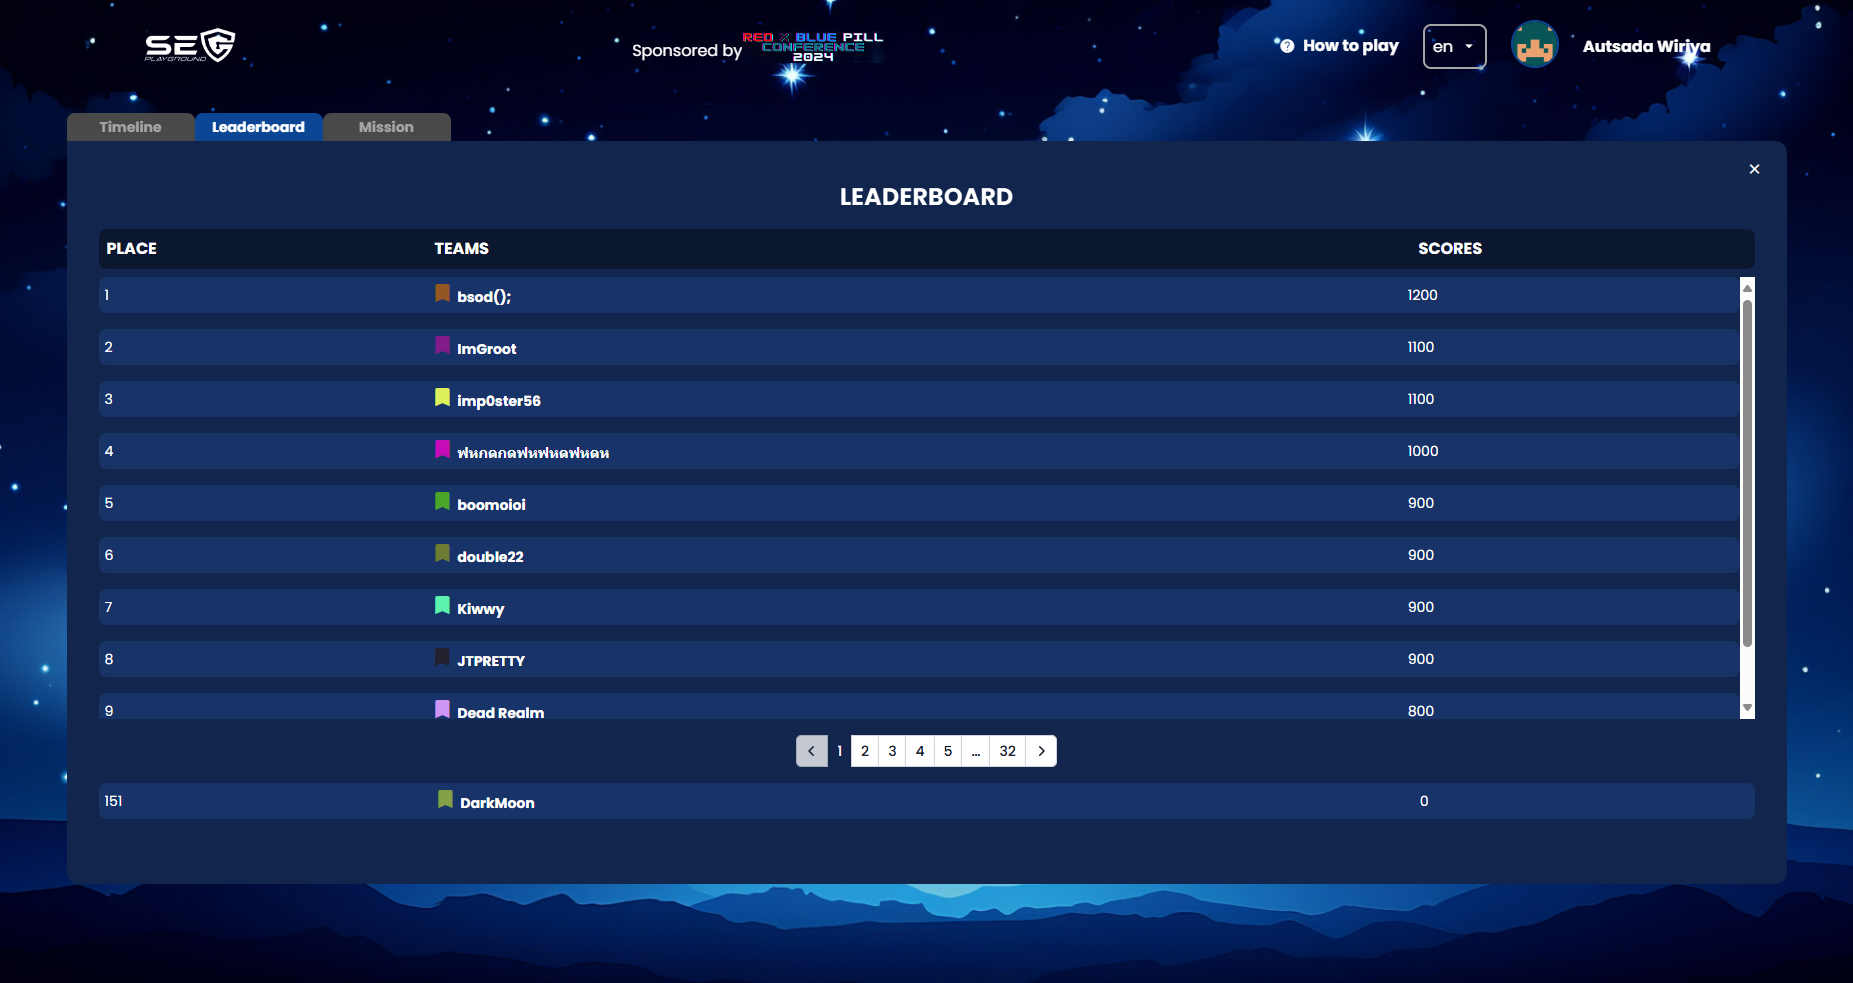 SEC
PLAYGROUND
Sponsored by
RED X BLUE PILL
CONFERENCE
2024
How to play
en
Autsada Wiriya
Timeline
Leaderboard
Mission
LEADERBOARD
PLACE TEAMS SCORES
1 bsod(); 1200
2 ImGroot 1100
3 imp0ster56 1100
4 ฟหกดกดฟหฟหดฟหดห 1000
5 boomoioi 900
6 double22 900
7 Kiwwy 900
8 JTPRETTY 900
9 Dead Realm 800
1 2 3 4 5 ... 32
151 DarkMoon 0